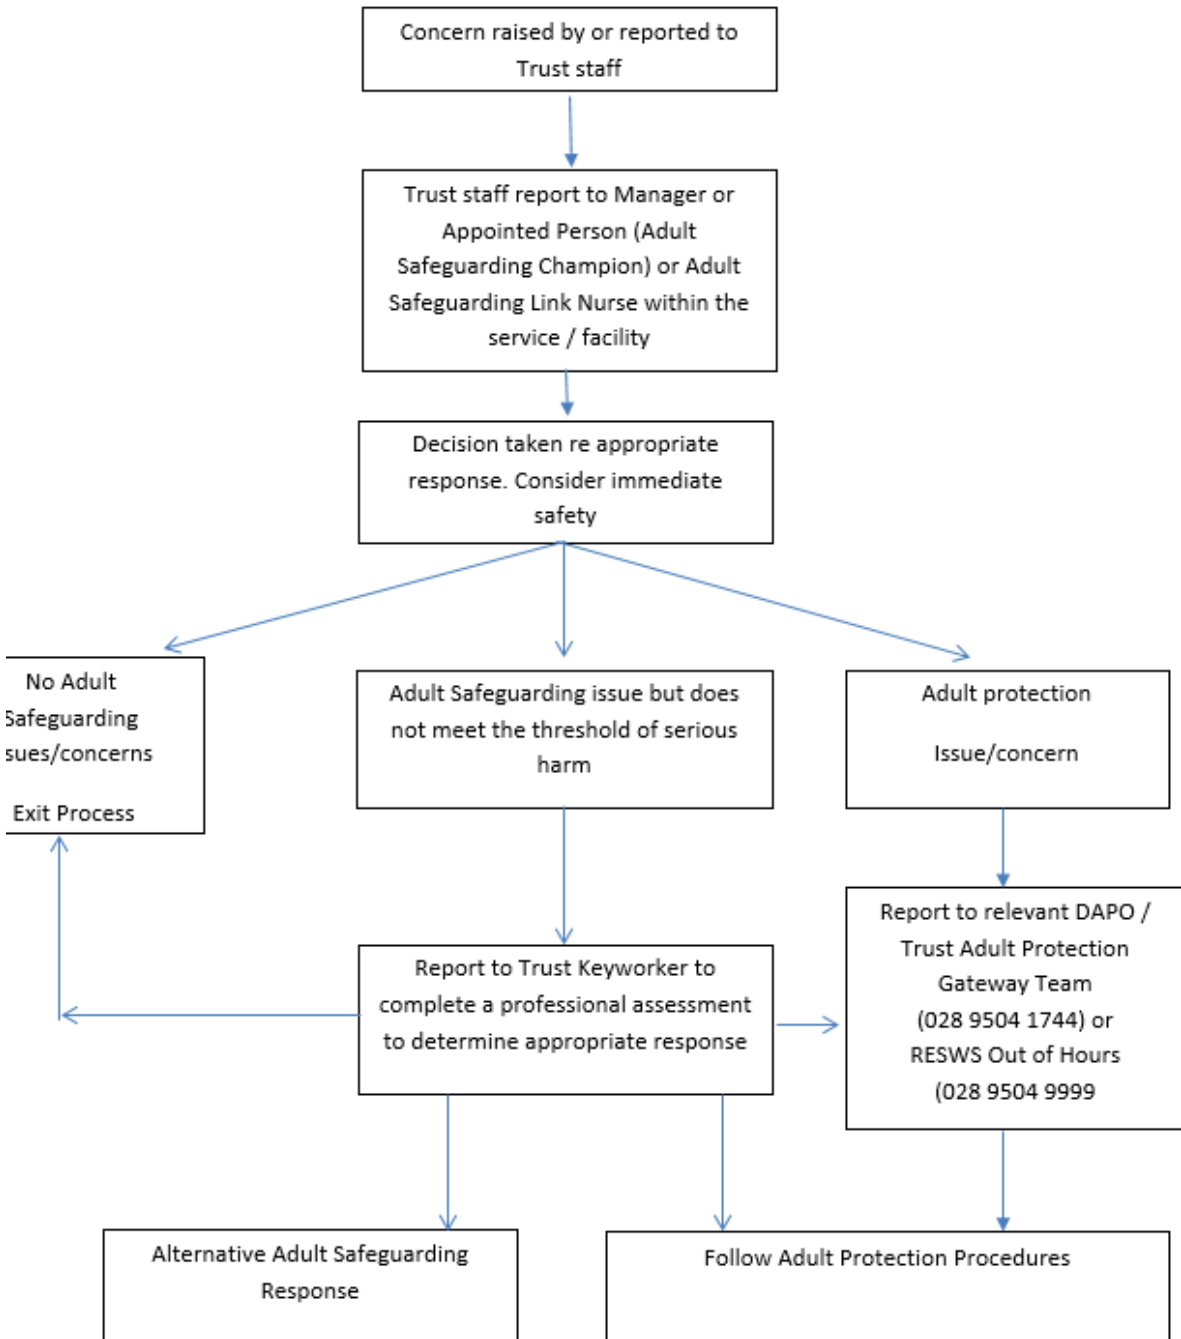 Concern raised by or reported to
Trust staff
Trust staff report to Manager or
Appointed Person (Adult
Safeguarding Champion) or Adult
Safeguarding Link Nurse within the
service / facility
Decision taken re appropriate
response. Consider immediate
safety
No Adult
Safeguarding
sues/concerns
Exit Process
Adult Safeguarding issue but does
not meet the threshold of serious
harm
Adult protection
Issue/concern
Report to Trust Keyworker to
complete a professional assessment
to determine appropriate response
Report to relevant DAPO /
Trust Adult Protection
Gateway Team
(028 9504 1744) or
RESWS Out of Hours
(028 9504 9999
Alternative Adult Safeguarding
Response
Follow Adult Protection Procedures